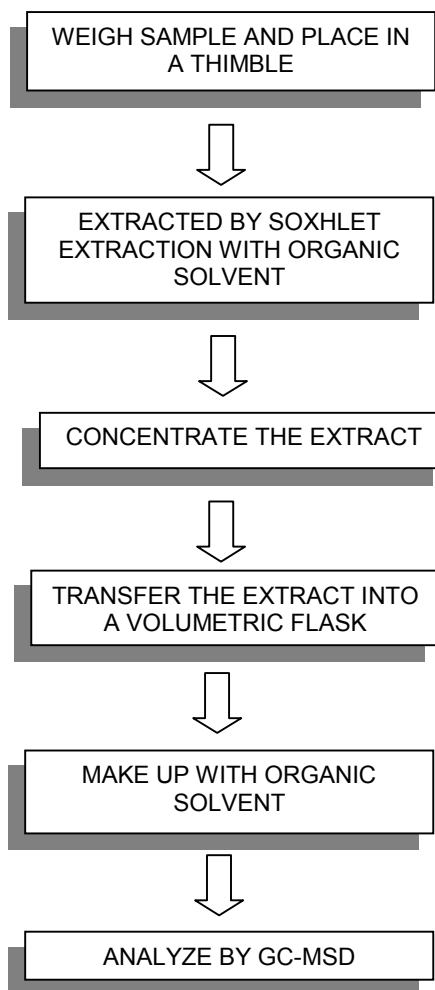 WEIGH SAMPLE AND PLACE IN
A THIMBLE
EXTRACTED BY SOXHLET
EXTRACTION WITH ORGANIC
SOLVENT
CONCENTRATE THE EXTRACT
TRANSFER THE EXTRACT INTO
A VOLUMETRIC FLASK
MAKE UP WITH ORGANIC
SOLVENT
ANALYZE BY GC-MSD